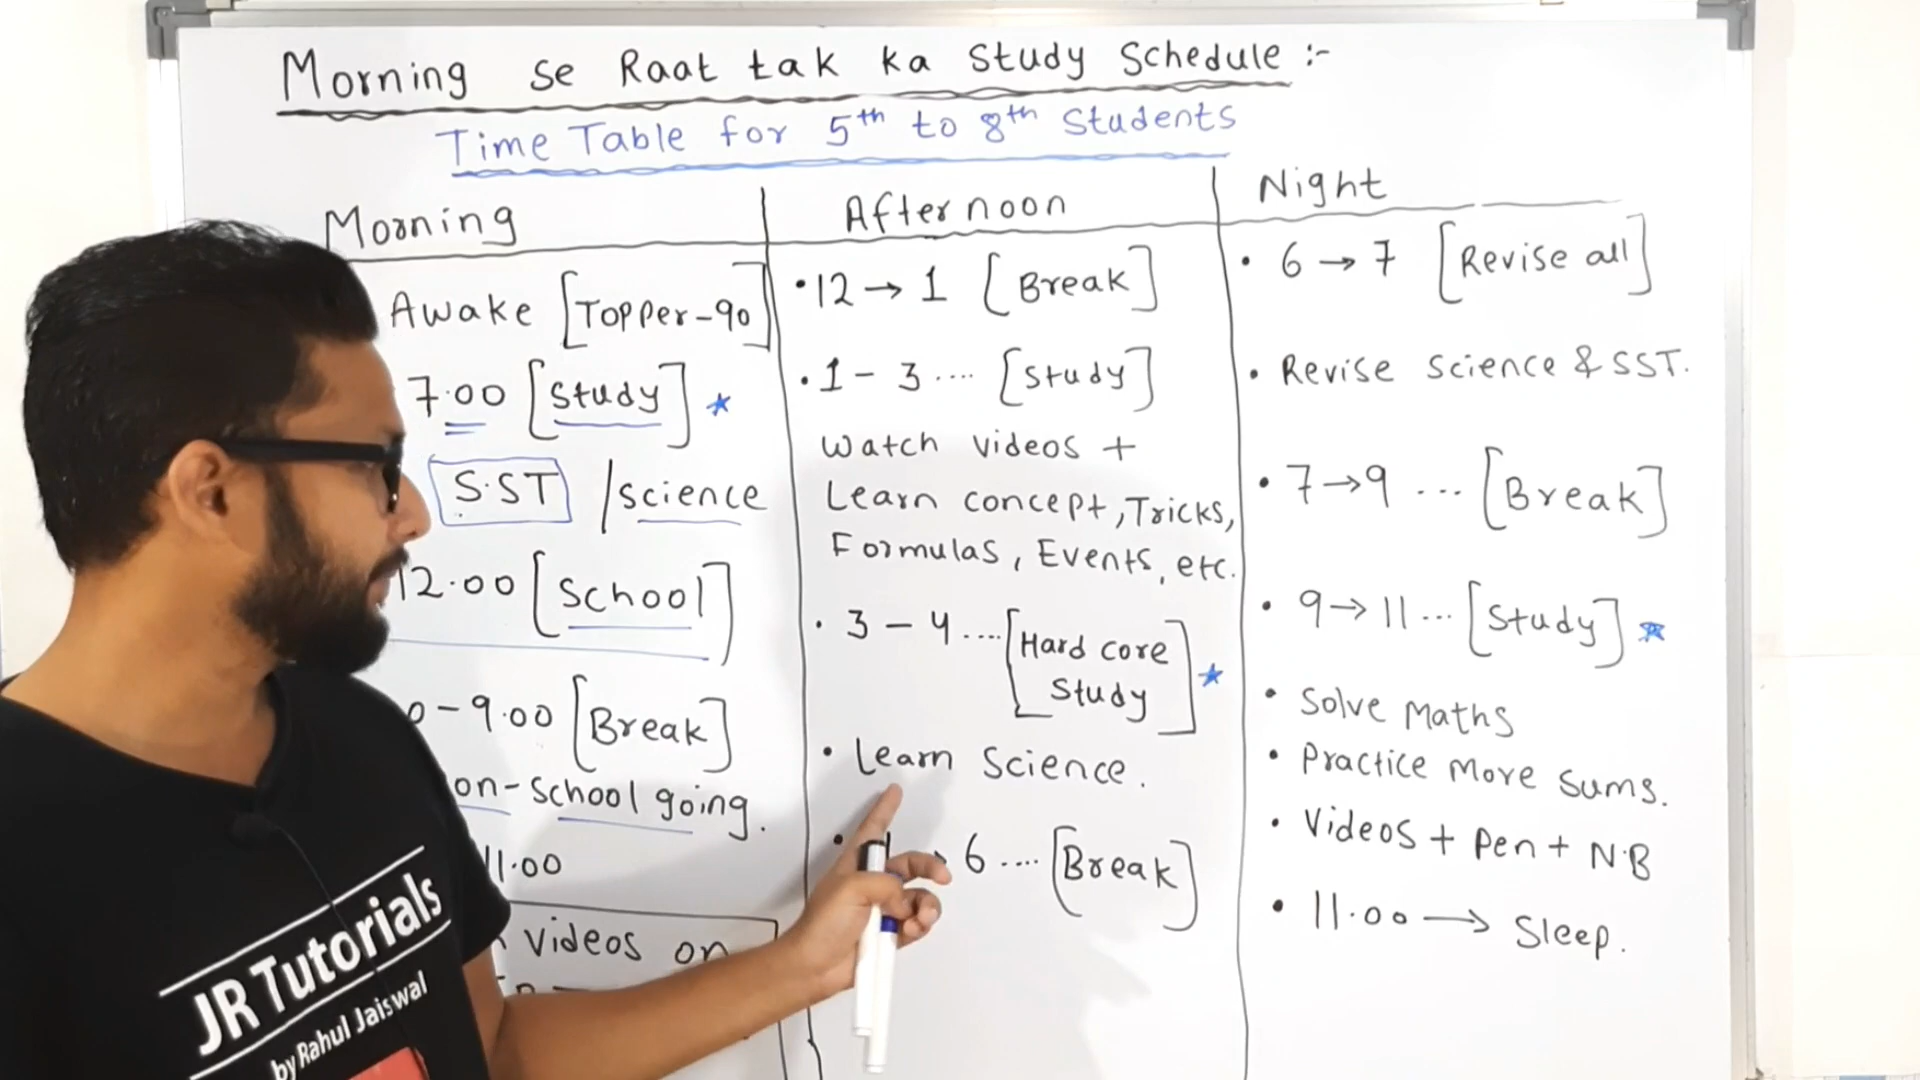 Morning se Raat tak ka Study Schedule :-
Time Table for 5th to 8th Students
Morning
Awake [Topper-90]
7.00 [Study] ★
S.ST /Science
12.00 [School]
0-9.00 [Break]
on-School going.
11.00
Videos on
Afternoon
• 12 → 1 [Break]
• 1 - 3 .... [Study]
Watch videos +
Learn concept, Tricks,
Formulas, Events, etc.
• 3 - 4 .... [Hard core
Study] ★
• Learn Science.
• → 6 .... [Break]
Night
• 6 → 7 [Revise all]
• Revise Science & SST.
• 7 → 9 ... [Break]
• 9 → 11 ... [Study] ★
• Solve Maths
• Practice More Sums.
• Videos + Pen + N.B
• 11.00 → Sleep.
JR Tutorials
by Rahul Jaiswal